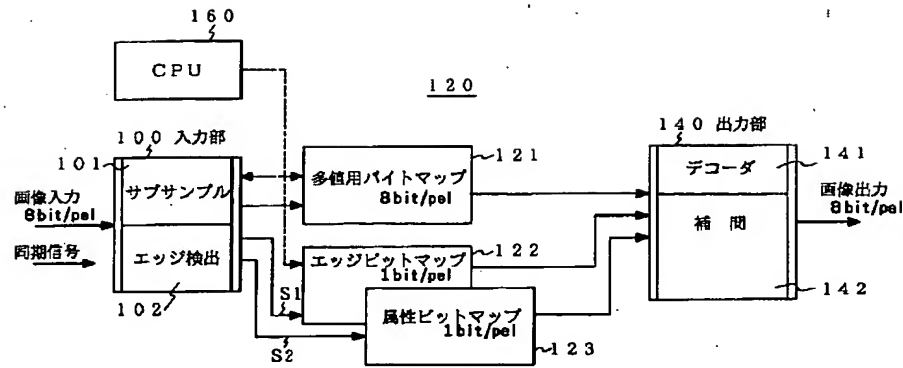 160
CPU
120
100 入力部
101
サブサンプル
エッジ検出
102
画像入力
8bit/pel
同期信号
121
多値用バイトマップ
8bit/pel
122
エッジビットマップ
1bit/pel
S1
属性ビットマップ
1bit/pel
S2
123
140 出力部
デコーダ
141
補間
142
画像出力
8bit/pel